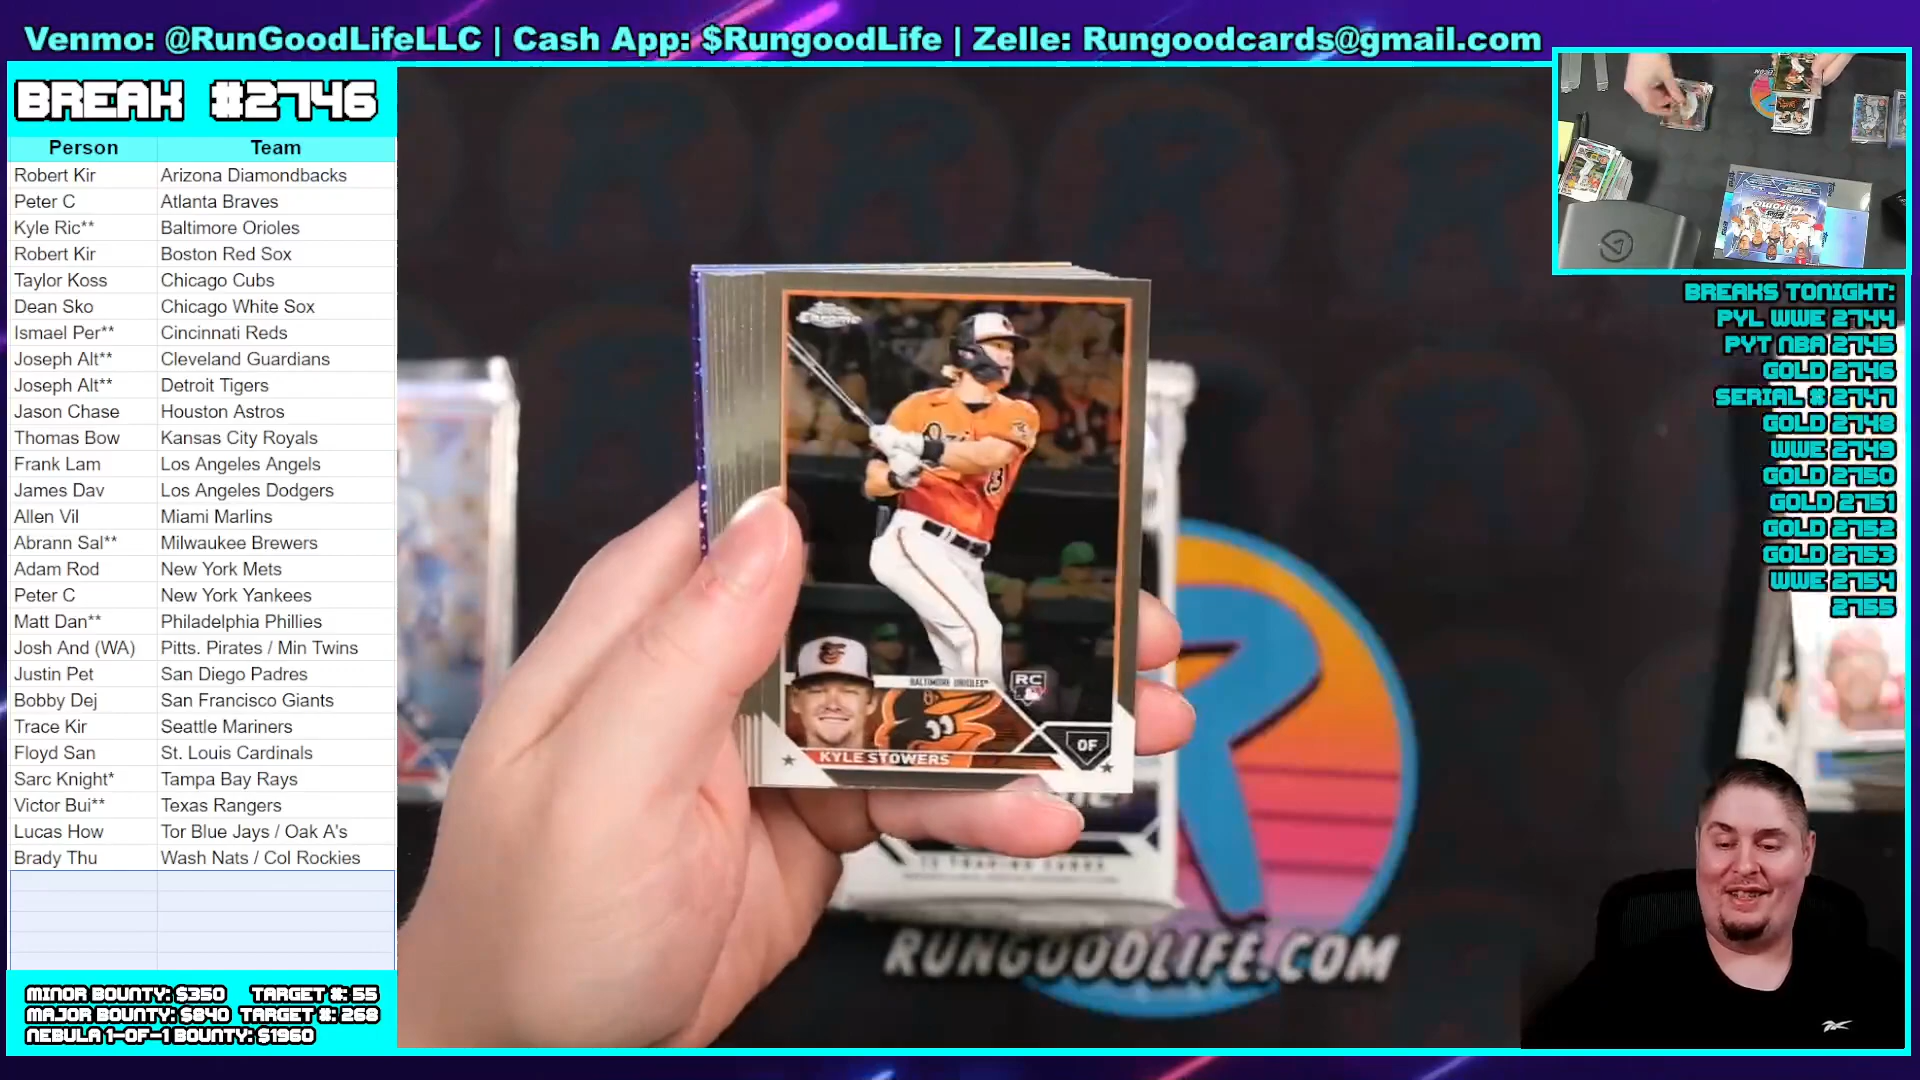 Venmo: @RunGoodLifeLLC | Cash App: $RungoodLife | Zelle: Rungoodcards@gmail.com
BREAK #2746
Person Team
Robert Kir Arizona Diamondbacks
Peter C Atlanta Braves
Kyle Ric** Baltimore Orioles
Robert Kir Boston Red Sox
Taylor Koss Chicago Cubs
Dean Sko Chicago White Sox
Ismael Per** Cincinnati Reds
Joseph Alt** Cleveland Guardians
Joseph Alt** Detroit Tigers
Jason Chase Houston Astros
Thomas Bow Kansas City Royals
Frank Lam Los Angeles Angels
James Dav Los Angeles Dodgers
Allen Vil Miami Marlins
Abrann Sal** Milwaukee Brewers
Adam Rod New York Mets
Peter C New York Yankees
Matt Dan** Philadelphia Phillies
Josh And (WA) Pitts. Pirates / Min Twins
Justin Pet San Diego Padres
Bobby Dej San Francisco Giants
Trace Kir Seattle Mariners
Floyd San St. Louis Cardinals
Sarc Knight* Tampa Bay Rays
Victor Bui** Texas Rangers
Lucas How Tor Blue Jays / Oak A's
Brady Thu Wash Nats / Col Rockies
MINOR BOUNTY: $350 TARGET #: 55
MAJOR BOUNTY: $840 TARGET #: 268
NEBULA 1-OF-1 BOUNTY: $1960
BALTIMORE ORIOLES
RC
OF
KYLE STOWERS
12 TRADING CARDS
RUNGOODLIFE.COM
Chrome
BREAKS TONIGHT:
PYL WWE 2744
PYT NBA 2745
GOLD 2746
SERIAL # 2747
GOLD 2748
WWE 2749
GOLD 2750
GOLD 2751
GOLD 2752
GOLD 2753
WWE 2754
2755